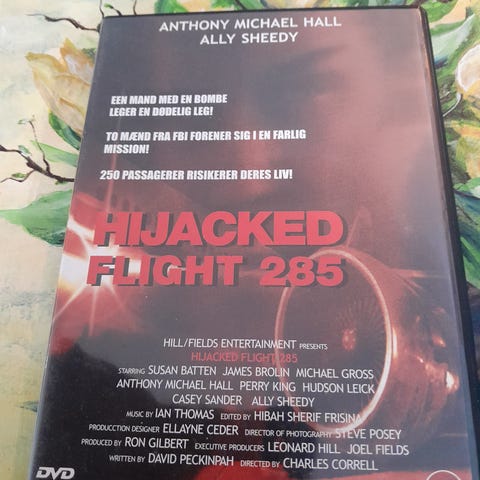 ANTHONY MICHAEL HALL
ALLY SHEEDY
EEN MAND MED EN BOMBE
LEGER EN DØDELIG LEG!
TO MÆND FRA FBI FORENER SIG I EN FARLIG
MISSION!
250 PASSAGERER RISIKERER DERES LIV!
HIJACKED
FLIGHT 285
HILL/FIELDS ENTERTAINMENT PRESENTS
HIJACKED FLIGHT 285
STARRING SUSAN BATTEN JAMES BROLIN MICHAEL GROSS
ANTHONY MICHAEL HALL PERRY KING HUDSON LEICK
CASEY SANDER ALLY SHEEDY
MUSIC BY IAN THOMAS EDITED BY HIBAH SHERIF FRISINA
PRODUCCTION DESIGNER ELLAYNE CEDER DIRECTOR OF PHOTOGRAPHY STEVE POSEY
PRODUCED BY RON GILBERT EXECUTIVE PRODUCERS LEONARD HILL JOEL FIELDS
WRITTEN BY DAVID PECKINPAH DIRECTED BY CHARLES CORRELL
DVD